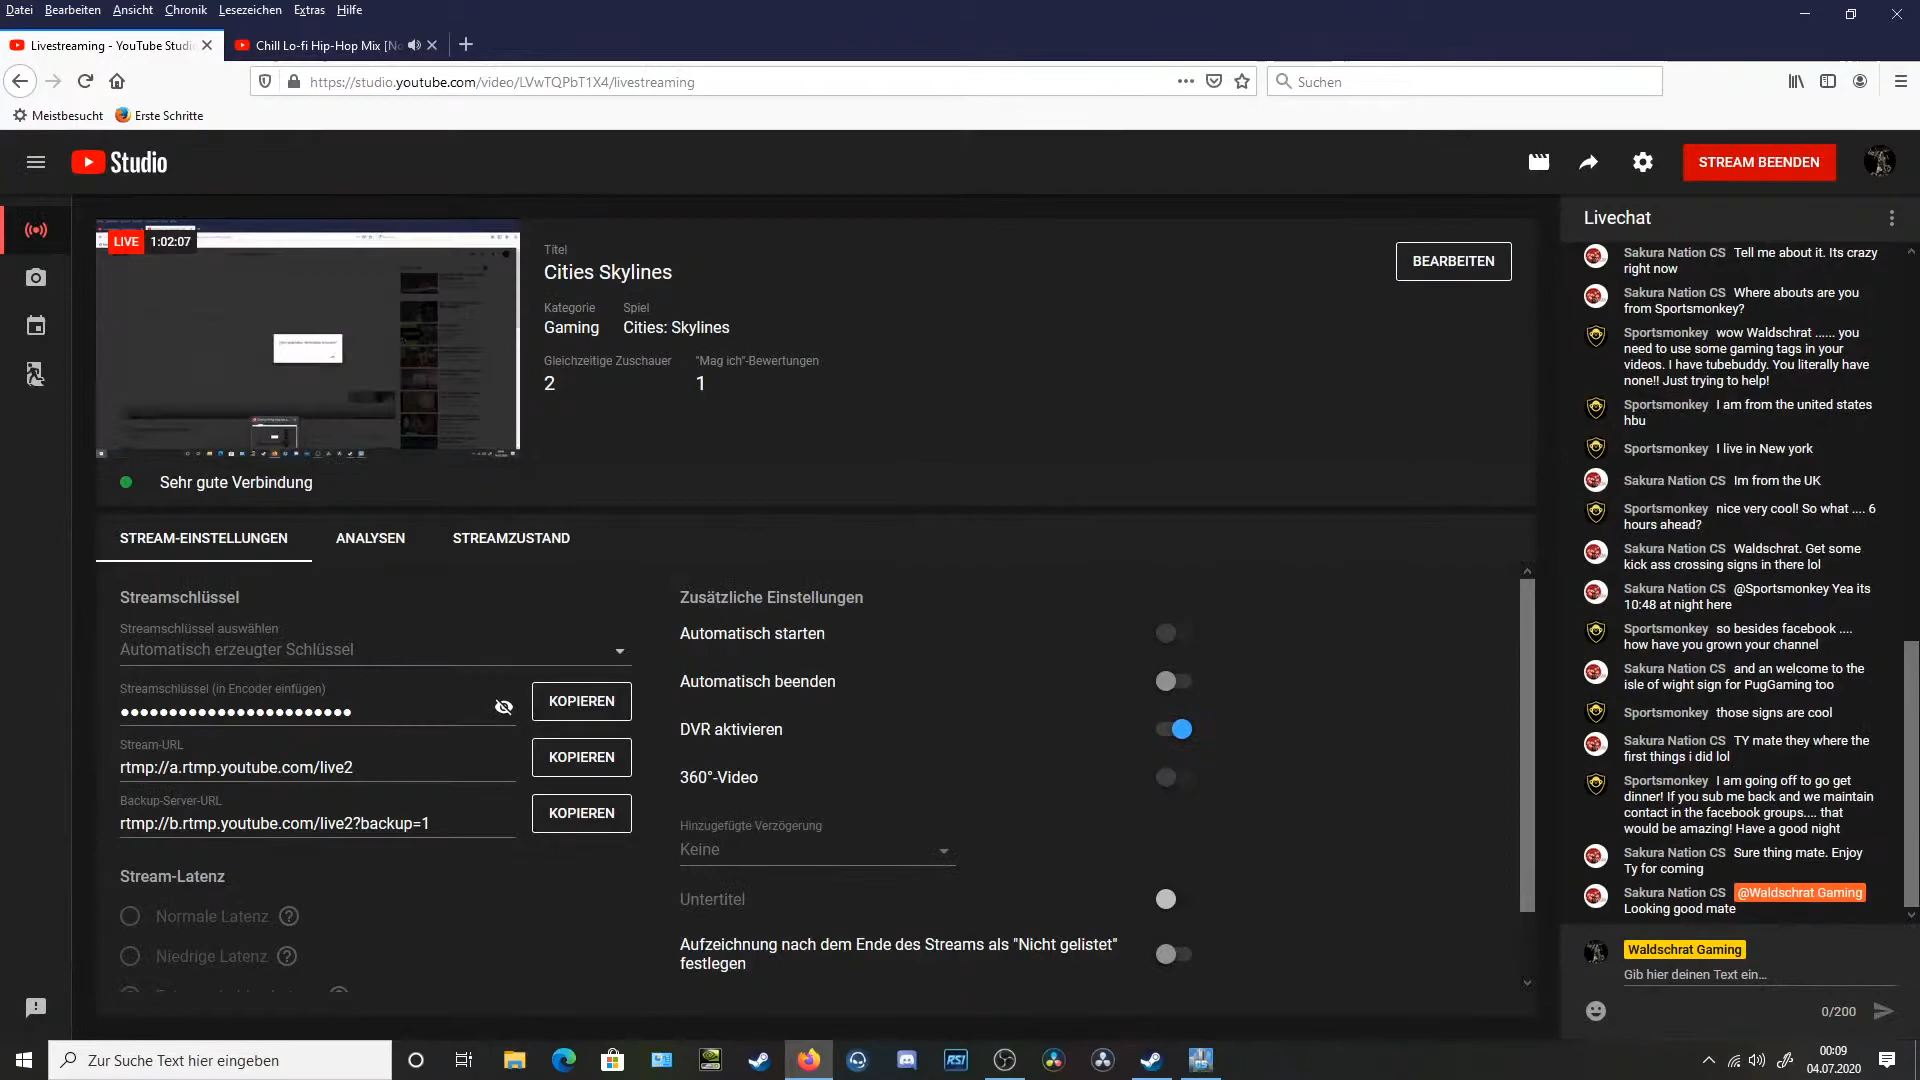 Datei Bearbeiten Ansicht Chronik Lesezeichen Extras Hilfe
Livestreaming - YouTube Studio
Chill Lo-fi Hip-Hop Mix [No
https://studio.youtube.com/video/LVwTQPbT1X4/livestreaming
Suchen
Meistbesucht Erste Schritte
Studio
STREAM BEENDEN
LIVE 1:02:07
Titel
Cities Skylines
BEARBEITEN
Kategorie Spiel
Gaming Cities: Skylines
Gleichzeitige Zuschauer "Mag ich"-Bewertungen
2 1
Sehr gute Verbindung
STREAM-EINSTELLUNGEN ANALYSEN STREAMZUSTAND
Streamschlüssel
Streamschlüssel auswählen
Automatisch erzeugter Schlüssel
Streamschlüssel (in Encoder einfügen)
●●●●●●●●●●●●●●●●●●●●●●●●
KOPIEREN
Stream-URL
rtmp://a.rtmp.youtube.com/live2
KOPIEREN
Backup-Server-URL
rtmp://b.rtmp.youtube.com/live2?backup=1
KOPIEREN
Stream-Latenz
Normale Latenz
Niedrige Latenz
Zusätzliche Einstellungen
Automatisch starten
Automatisch beenden
DVR aktivieren
360°-Video
Hinzugefügte Verzögerung
Keine
Untertitel
Aufzeichnung nach dem Ende des Streams als "Nicht gelistet"
festlegen
Livechat
Sakura Nation CS Tell me about it. Its crazy
right now
Sakura Nation CS Where abouts are you
from Sportsmonkey?
Sportsmonkey wow Waldschrat ...... you
need to use some gaming tags in your
videos. I have tubebuddy. You literally have
none!! Just trying to help!
Sportsmonkey I am from the united states
hbu
Sportsmonkey I live in New york
Sakura Nation CS Im from the UK
Sportsmonkey nice very cool! So what .... 6
hours ahead?
Sakura Nation CS Waldschrat. Get some
kick ass crossing signs in there lol
Sakura Nation CS @Sportsmonkey Yea its
10:48 at night here
Sportsmonkey so besides facebook ....
how have you grown your channel
Sakura Nation CS and an welcome to the
isle of wight sign for PugGaming too
Sportsmonkey those signs are cool
Sakura Nation CS TY mate they where the
first things i did lol
Sportsmonkey I am going off to go get
dinner! If you sub me back and we maintain
contact in the facebook groups.... that
would be amazing! Have a good night
Sakura Nation CS Sure thing mate. Enjoy
Ty for coming
Sakura Nation CS @Waldschrat Gaming
Looking good mate
Waldschrat Gaming
Gib hier deinen Text ein...
0/200
Zur Suche Text hier eingeben
RSI
00:09
04.07.2020